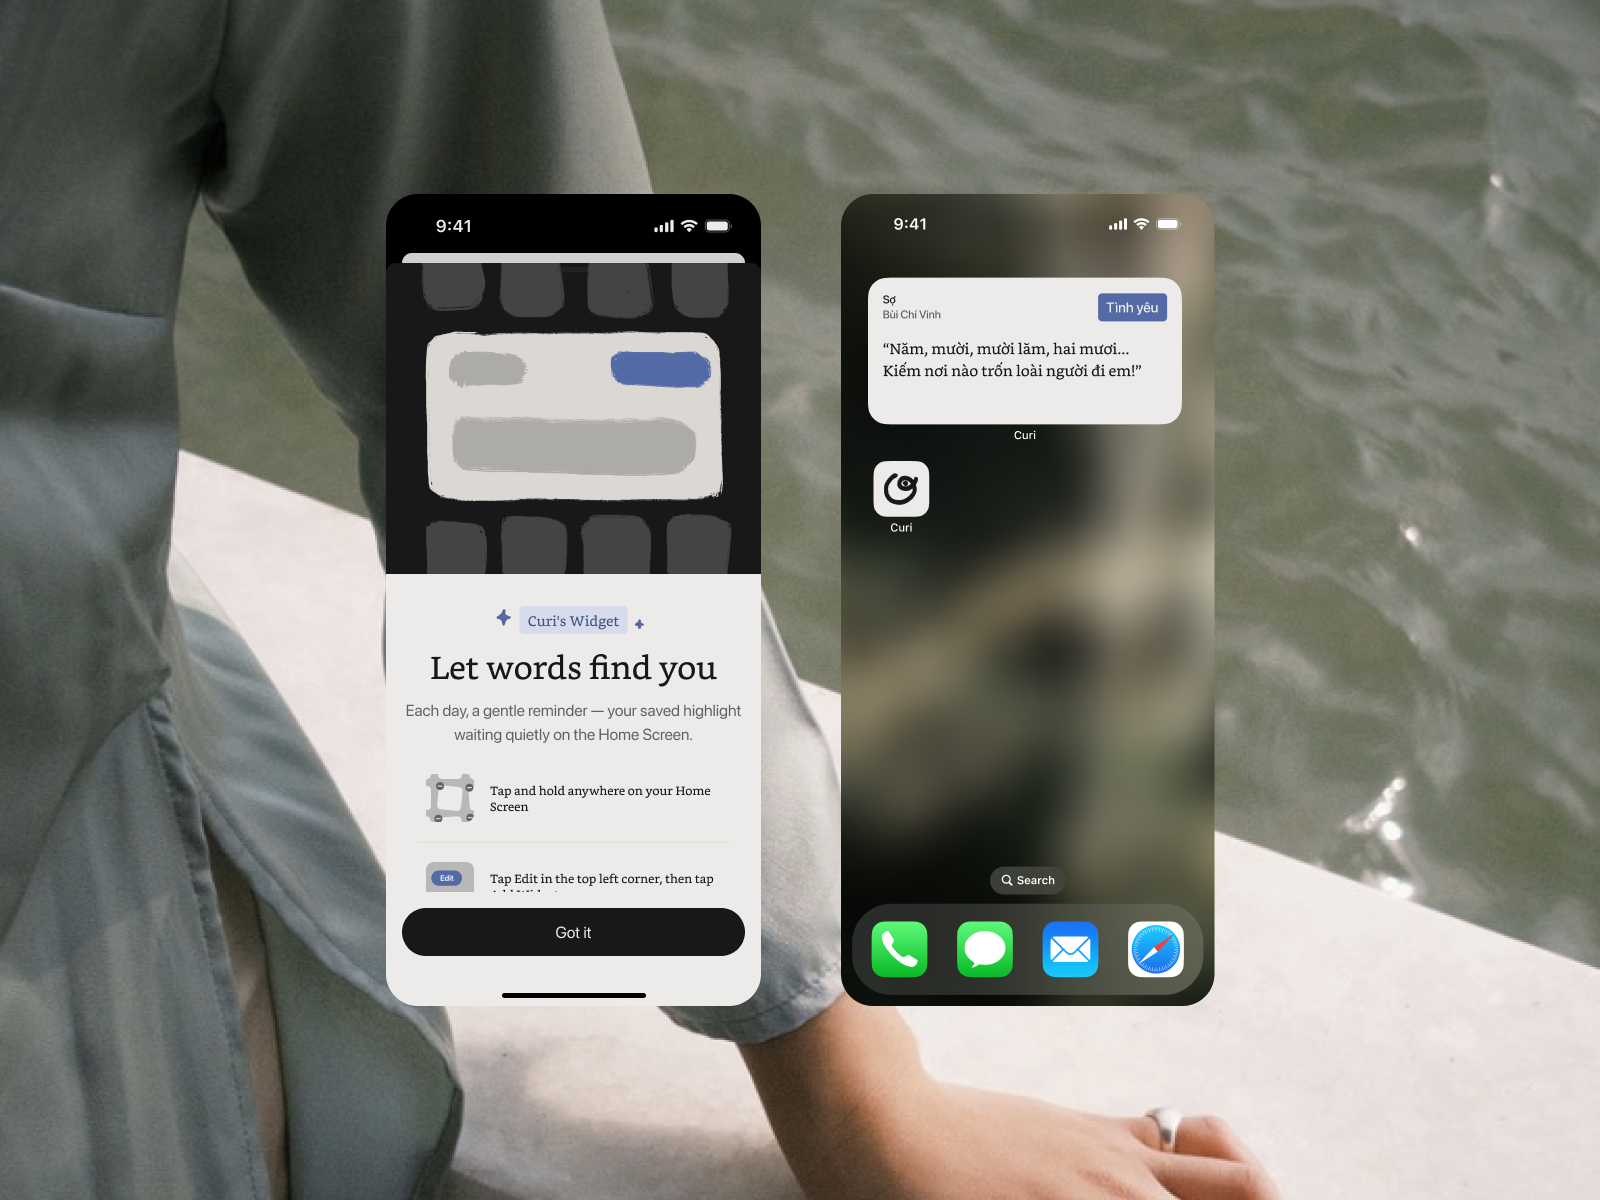 9:41
Curi's Widget
Let words find you
Each day, a gentle reminder — your saved highlight
waiting quietly on the Home Screen.
Tap and hold anywhere on your Home
Screen
Edit
Tap Edit in the top left corner, then tap
Got it
9:41
Sợ
Bùi Chí Vinh
Tình yêu
“Năm, mười, mười lăm, hai mươi...
Kiếm nơi nào trốn loài người đi em!”
Curi
Curi
Search